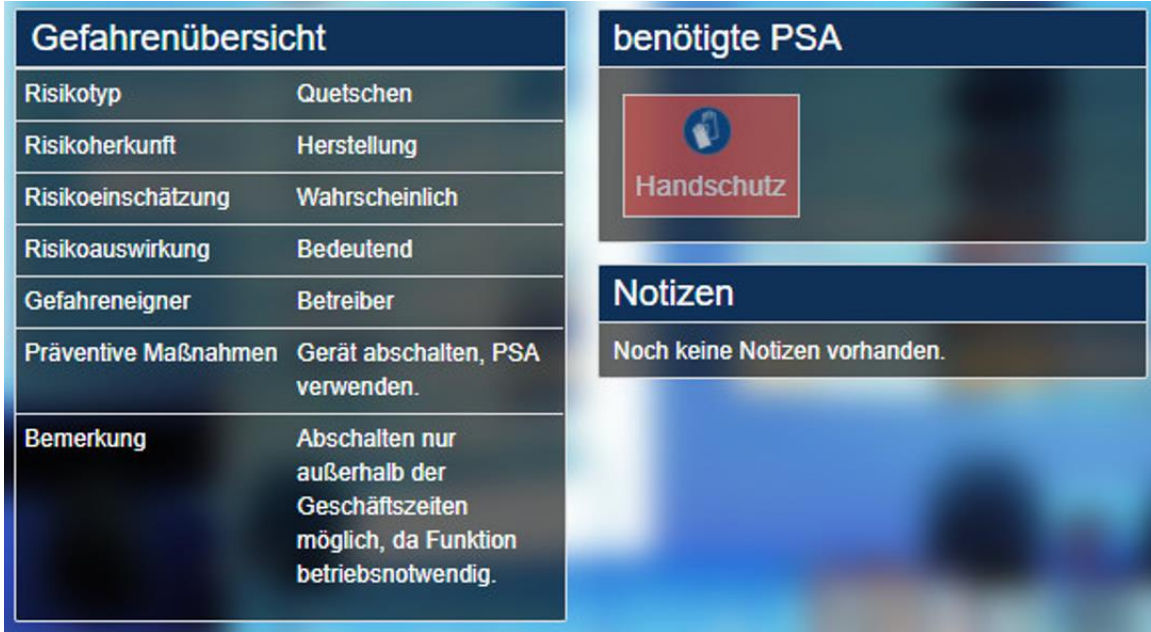 Gefahrenübersicht
Risikotyp Quetschen
Risikoherkunft Herstellung
Risikoeinschätzung Wahrscheinlich
Risikoauswirkung Bedeutend
Gefahreneigner Betreiber
Präventive Maßnahmen Gerät abschalten, PSA
verwenden.
Bemerkung Abschalten nur
außerhalb der
Geschäftszeiten
möglich, da Funktion
betriebsnotwendig.
benötigte PSA
Handschutz
Notizen
Noch keine Notizen vorhanden.